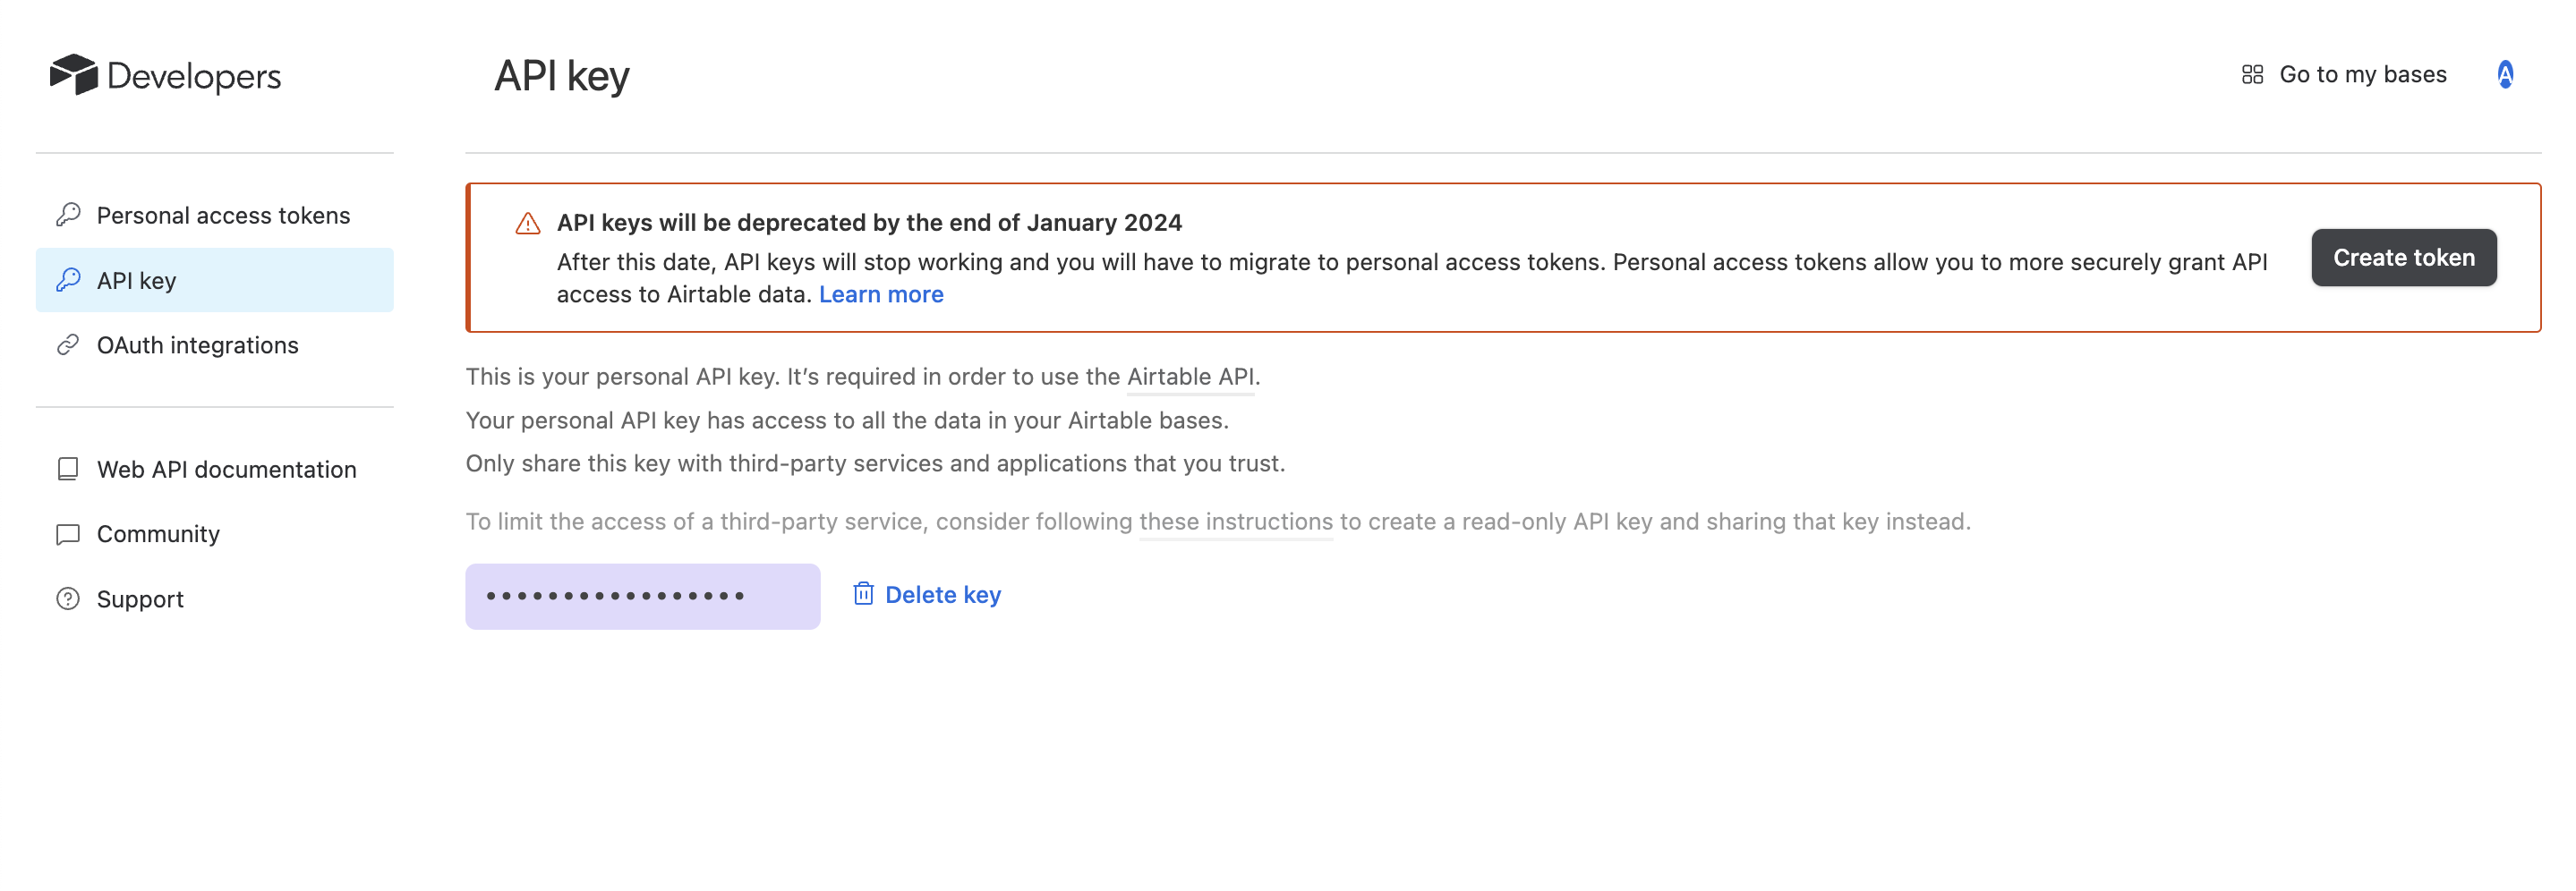 Developers
API key
Go to my bases
A
Personal access tokens
API key
OAuth integrations
Web API documentation
Community
Support
API keys will be deprecated by the end of January 2024
After this date, API keys will stop working and you will have to migrate to personal access tokens. Personal access tokens allow you to more securely grant API
access to Airtable data. Learn more
Create token
This is your personal API key. It’s required in order to use the Airtable API.
Your personal API key has access to all the data in your Airtable bases.
Only share this key with third-party services and applications that you trust.
To limit the access of a third-party service, consider following these instructions to create a read-only API key and sharing that key instead.
•••••••••••••••••
Delete key